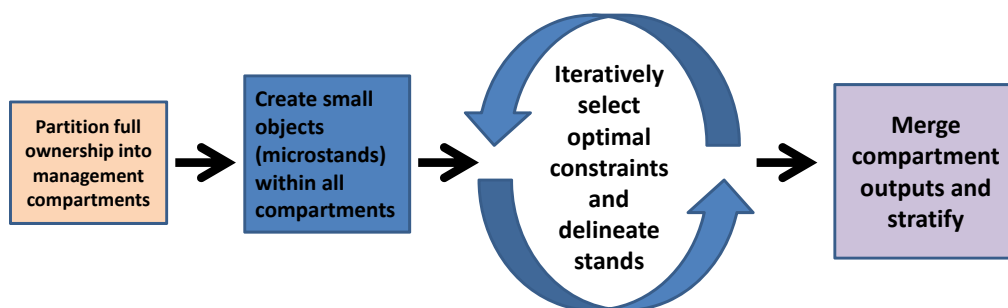 Partition full
ownership into
management
compartments
Create small
objects
(microstands)
within all
compartments
Iteratively
select
optimal
constraints
and
delineate
stands
Merge
compartment
outputs and
stratify